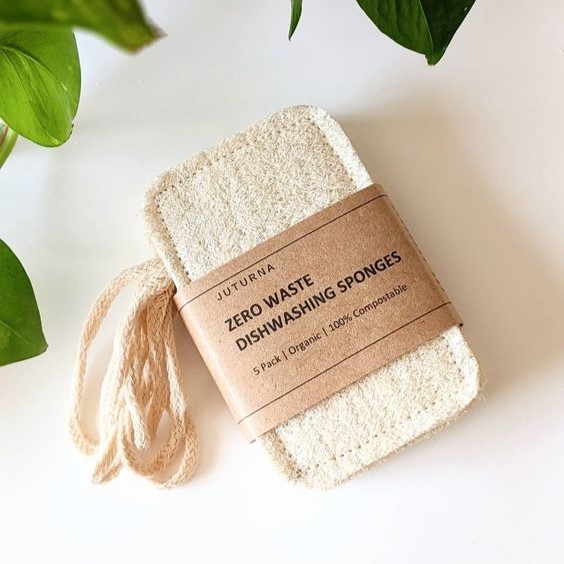 JUTURNA
ZERO WASTE
DISHWASHING SPONGES
5 Pack | Organic | 100% Compostable